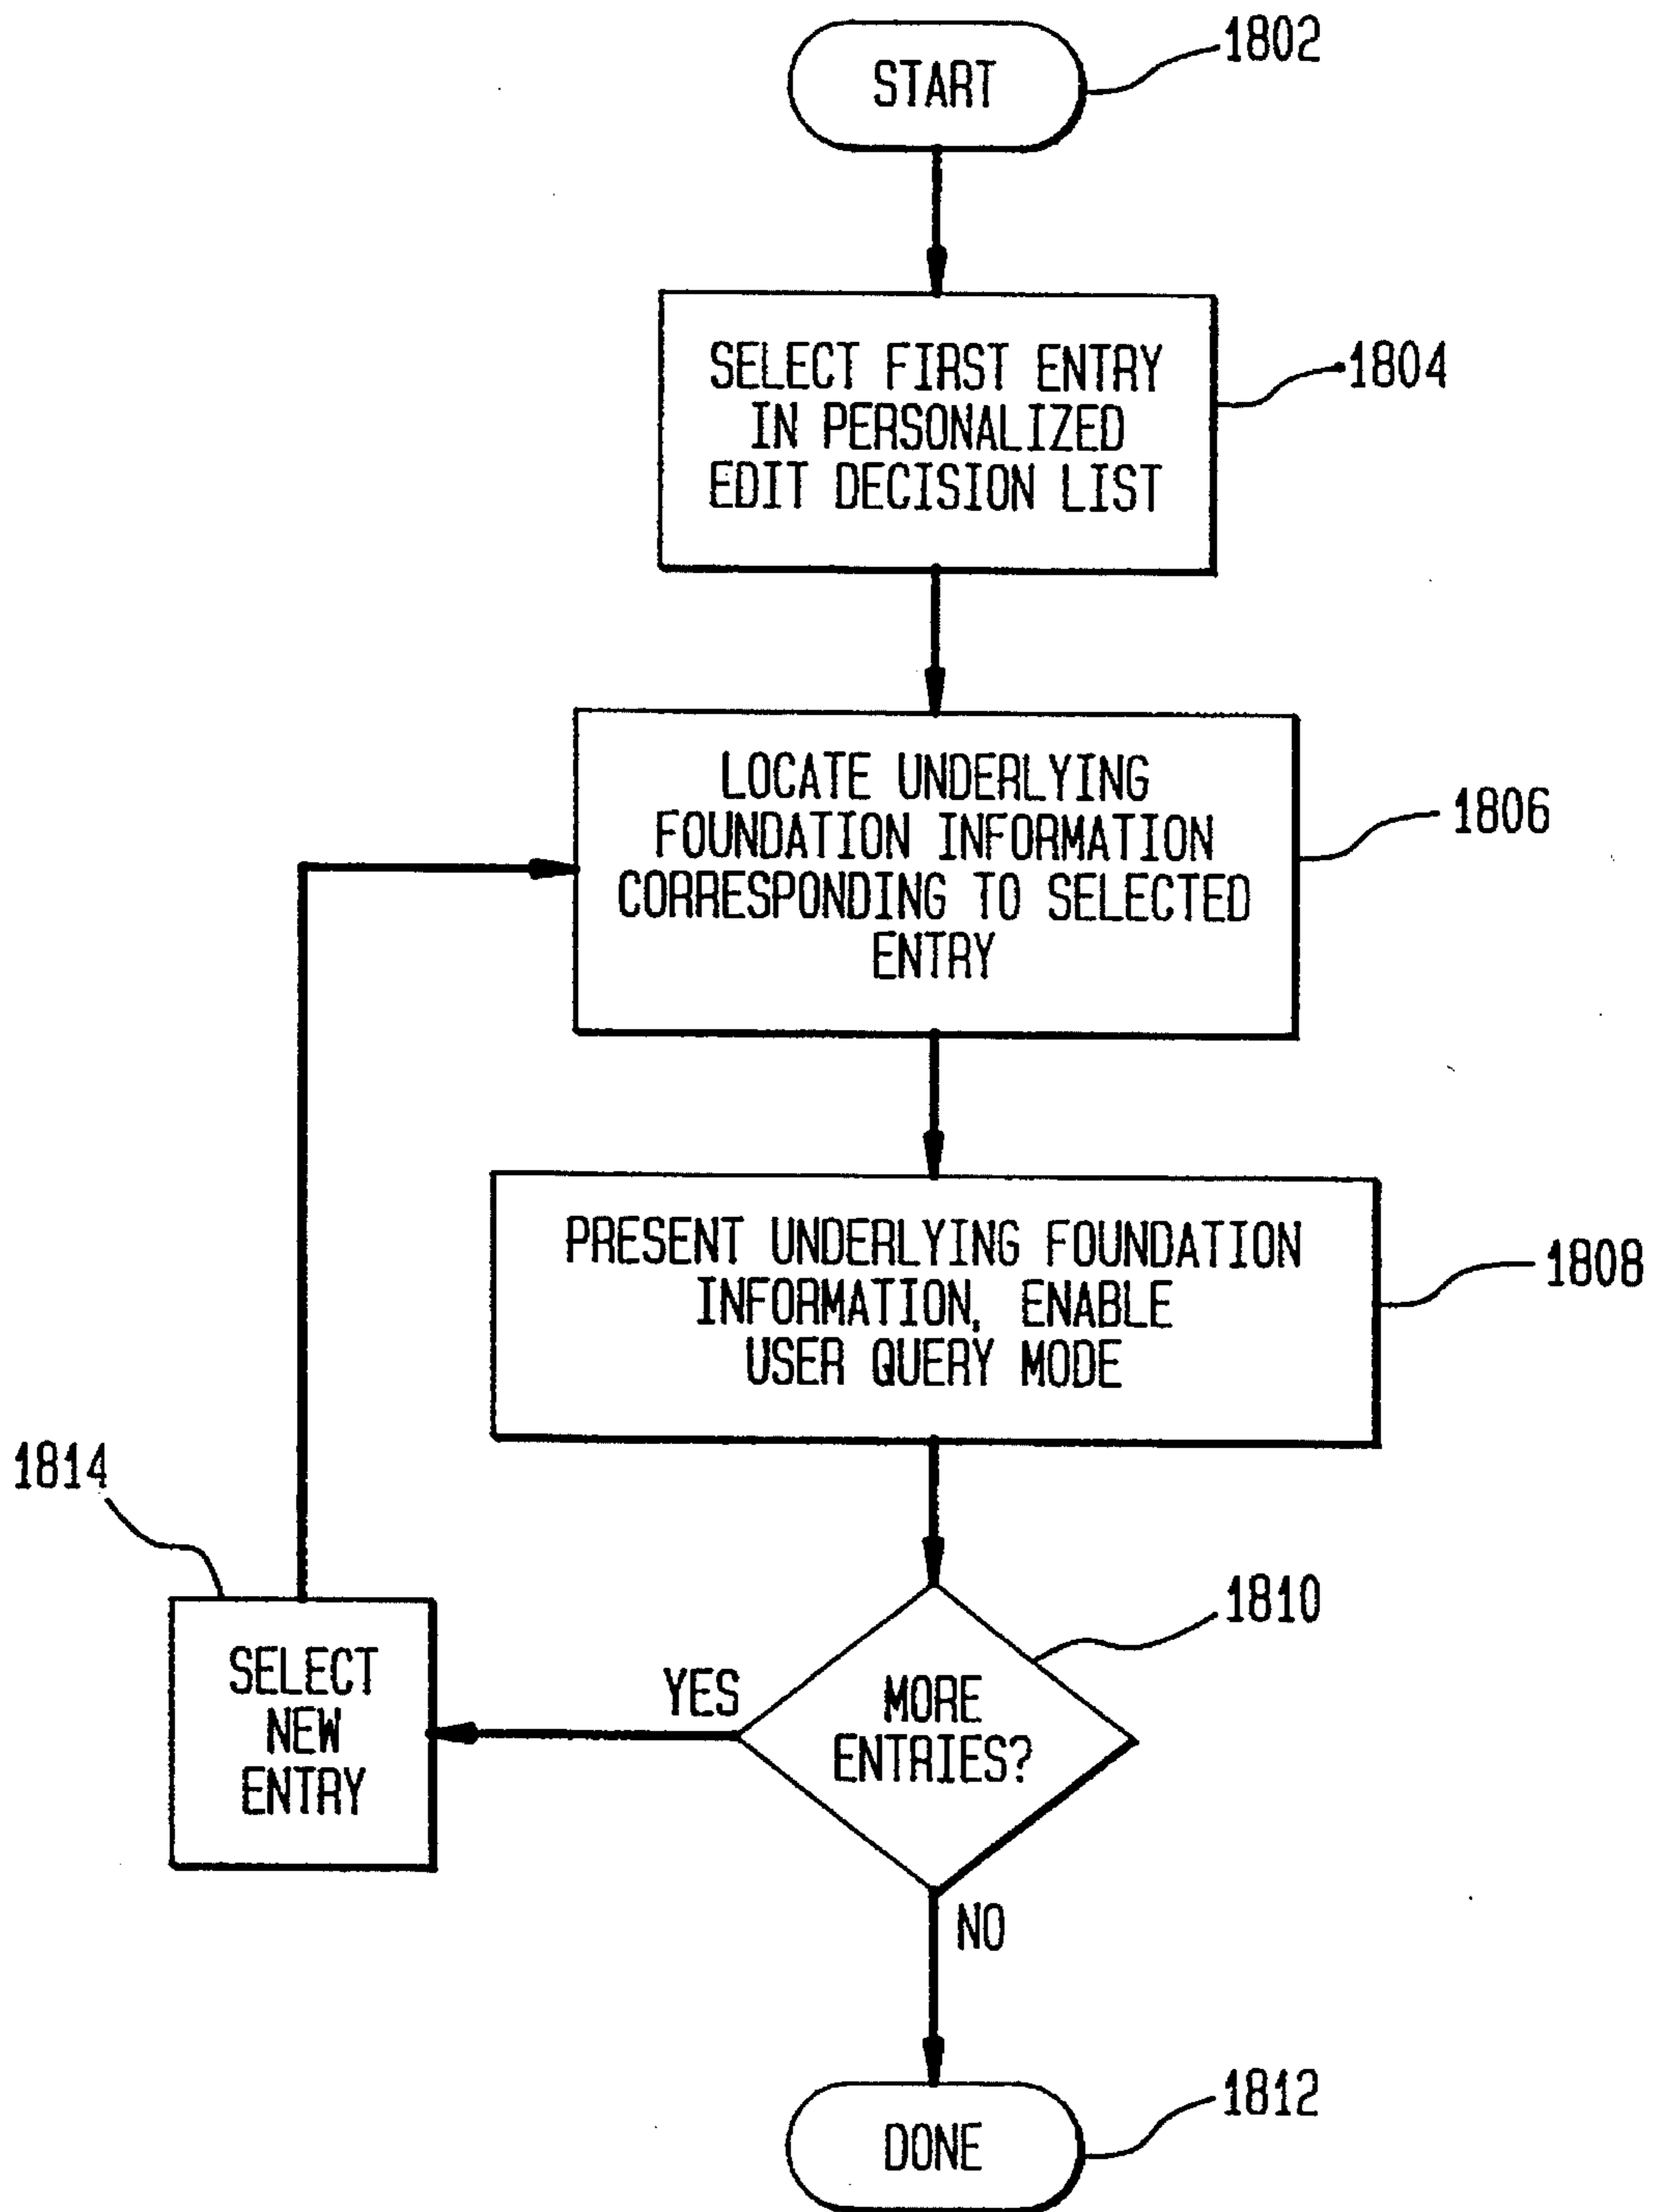 1802
START
1804
SELECT FIRST ENTRY
IN PERSONALIZED
EDIT DECISION LIST
1806
LOCATE UNDERLYING
FOUNDATION INFORMATION
CORRESPONDING TO SELECTED
ENTRY
1808
PRESENT UNDERLYING FOUNDATION
INFORMATION, ENABLE
USER QUERY MODE
1814
1810
SELECT
NEW
ENTRY
YES
MORE
ENTRIES?
NO
1812
DONE